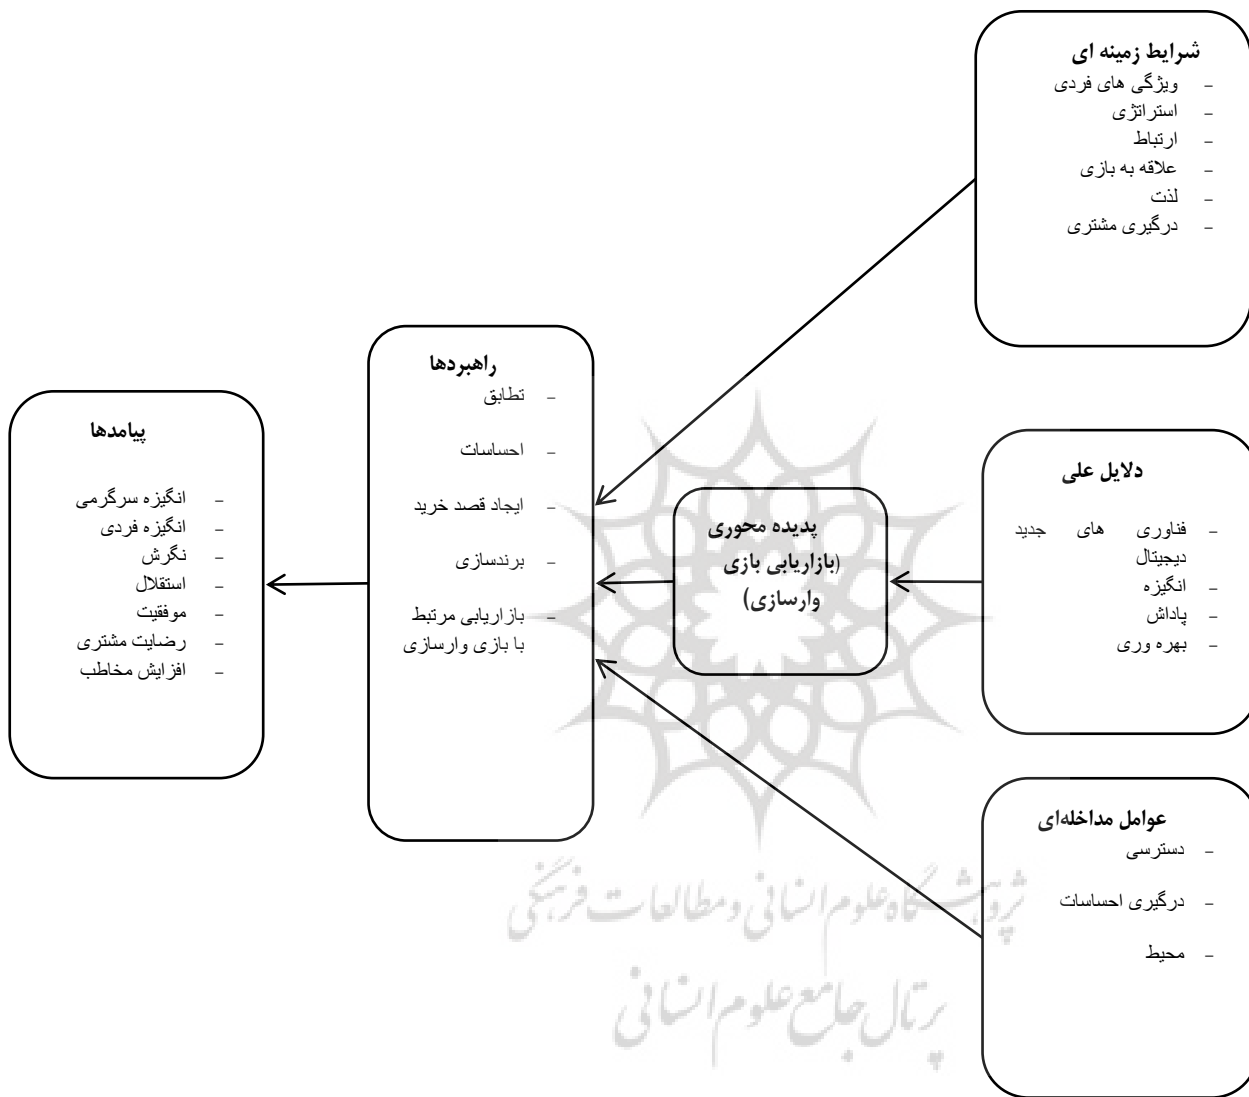 شرایط زمینه ای
- ویژگی های فردی
- استراتژی
- ارتباط
- علاقه به بازی
- لذت
- درگیری مشتری
دلایل علی
- فناوری های جدید
دیجیتال
- انگیزه
- پاداش
- بهره وری
عوامل مداخله‌ای
- دسترسی
- درگیری احساسات
- محیط
پدیده محوری
(بازاریابی بازی
وارسازی)
راهبردها
- تطابق
- احساسات
- ایجاد قصد خرید
- برندسازی
- بازاریابی مرتبط
با بازی وارسازی
پیامدها
- انگیزه سرگرمی
- انگیزه فردی
- نگرش
- استقلال
- موفقیت
- رضایت مشتری
- افزایش مخاطب
پژوهشگاه علوم انسانی و مطالعات فرهنگی
پرتال جامع علوم انسانی